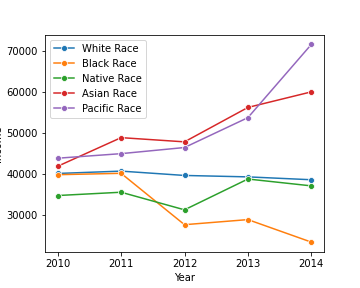 70000
60000
50000
40000
30000
White Race
Black Race
Native Race
Asian Race
Pacific Race
2010 2011 2012 2013 2014
Year